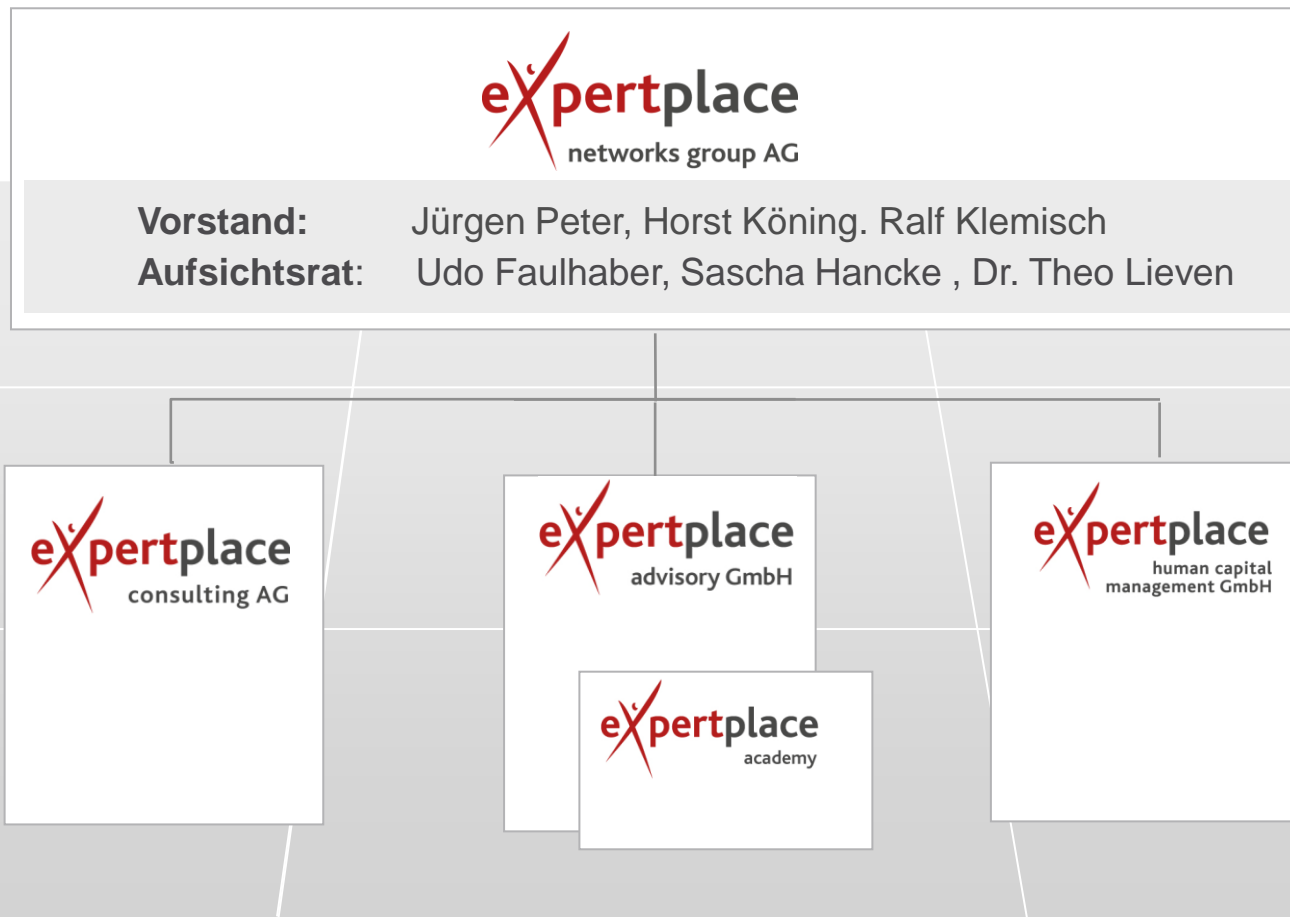 expertplace
networks group AG
Vorstand: Jürgen Peter, Horst Köning. Ralf Klemisch
Aufsichtsrat: Udo Faulhaber, Sascha Hancke , Dr. Theo Lieven
expertplace
consulting AG
expertplace
advisory GmbH
expertplace
academy
expertplace
human capital
management GmbH